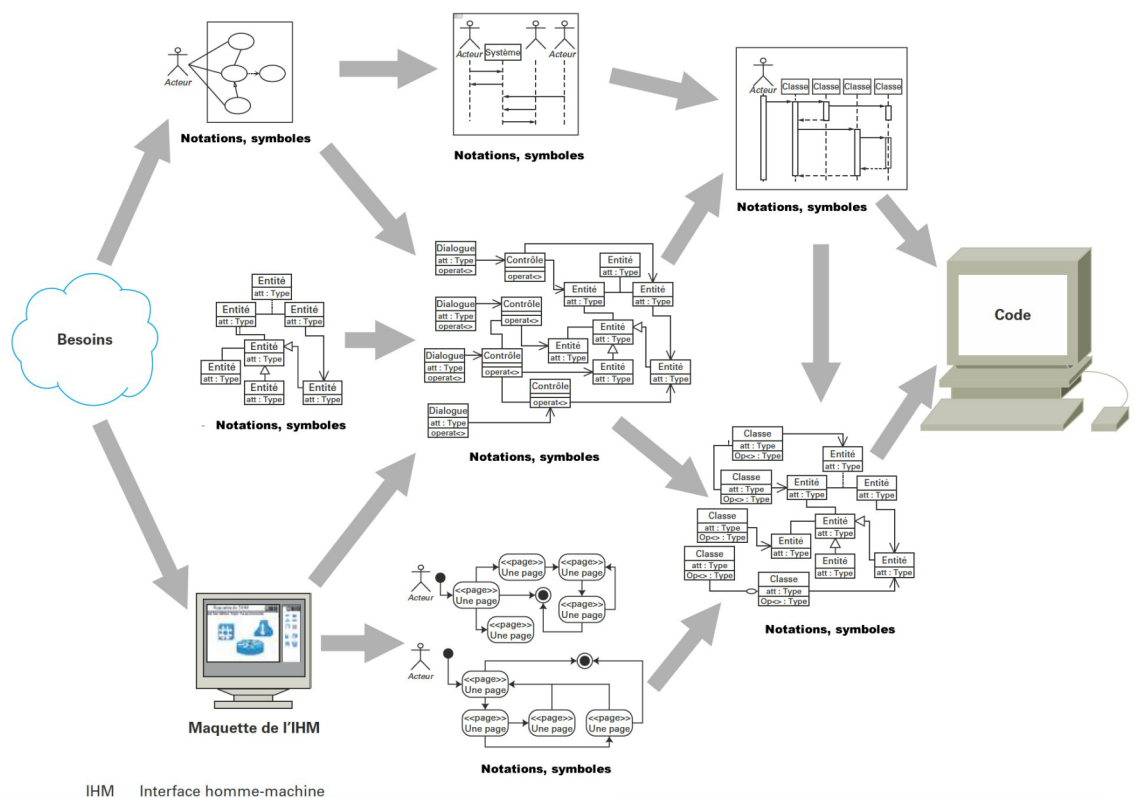 Acteur
Notations, symboles
Acteur
Système
Acteur
Notations, symboles
Acteur
Classe
Classe
Classe
Classe
Notations, symboles
Besoins
Entité
att : Type
Entité
att : Type
Entité
att : Type
Entité
att : Type
Entité
att : Type
Entité
att : Type
Entité
att : Type
Notations, symboles
Dialogue
att : Type
operat<>
Contrôle
operat<>
Entité
att : Type
Entité
att : Type
Entité
att : Type
Dialogue
att : Type
operat<>
Contrôle
operat<>
Entité
att : Type
Entité
att : Type
Dialogue
att : Type
operat<>
Contrôle
operat<>
Entité
att : Type
Entité
att : Type
Dialogue
att : Type
operat<>
Contrôle
operat<>
Notations, symboles
Code
Classe
att : Type
Op<> : Type
Entité
att : Type
Classe
att : Type
Op<> : Type
Entité
att : Type
Entité
att : Type
Classe
att : Type
Op<> : Type
Entité
att : Type
Entité
att : Type
Classe
att : Type
Op<> : Type
Entité
att : Type
Entité
att : Type
Classe
att : Type
Op<> : Type
Notations, symboles
Maquette de l'IHM
Maquette de l'IHM
Acteur
<<page>>
Une page
<<page>>
Une page
<<page>>
Une page
<<page>>
Une page
<<page>>
Une page
Acteur
<<page>>
Une page
<<page>>
Une page
<<page>>
Une page
<<page>>
Une page
Notations, symboles
IHM Interface homme-machine